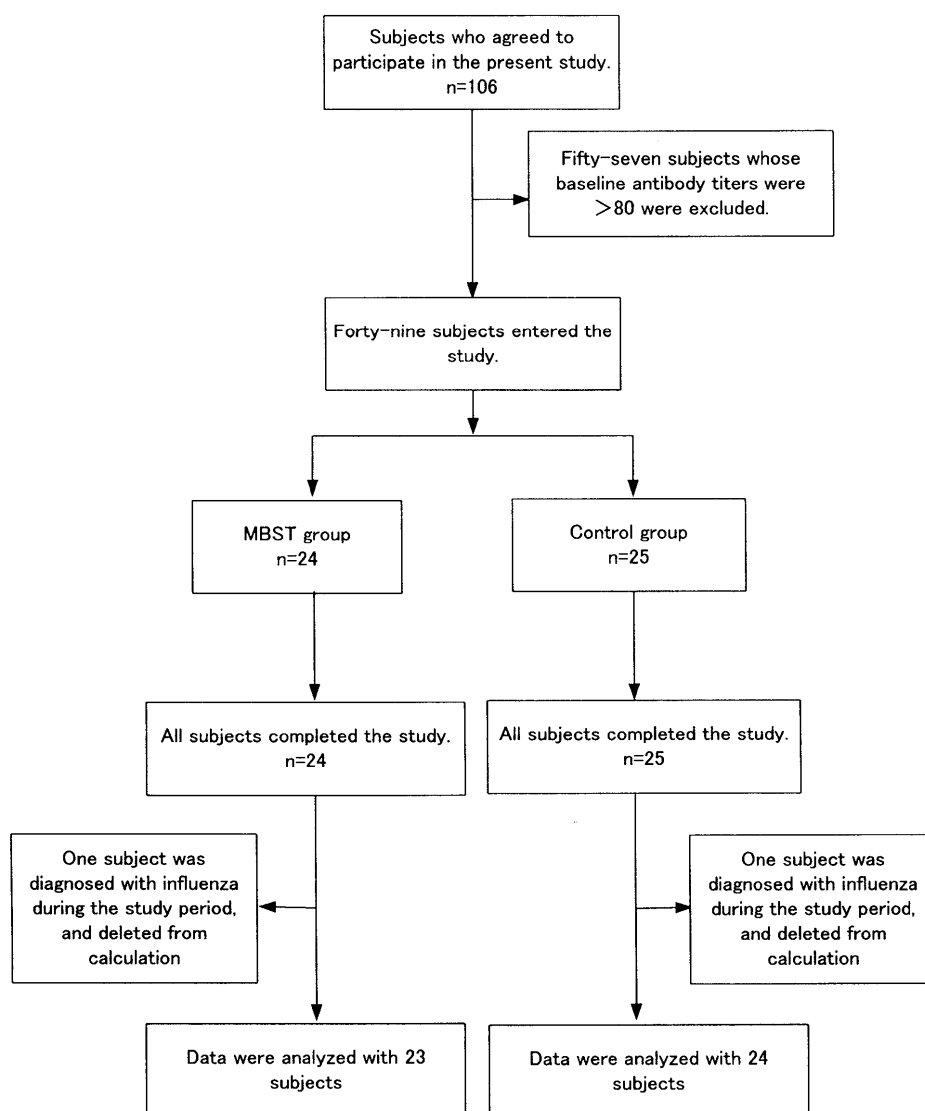 Subjects who agreed to
participate in the present study.
n=106
Fifty-seven subjects whose
baseline antibody titers were
>80 were excluded.
Forty-nine subjects entered the
study.
MBST group
n=24
Control group
n=25
All subjects completed the study.
n=24
All subjects completed the study.
n=25
One subject was
diagnosed with influenza
during the study period,
and deleted from
calculation
One subject was
diagnosed with influenza
during the study period,
and deleted from
calculation
Data were analyzed with 23
subjects
Data were analyzed with 24
subjects